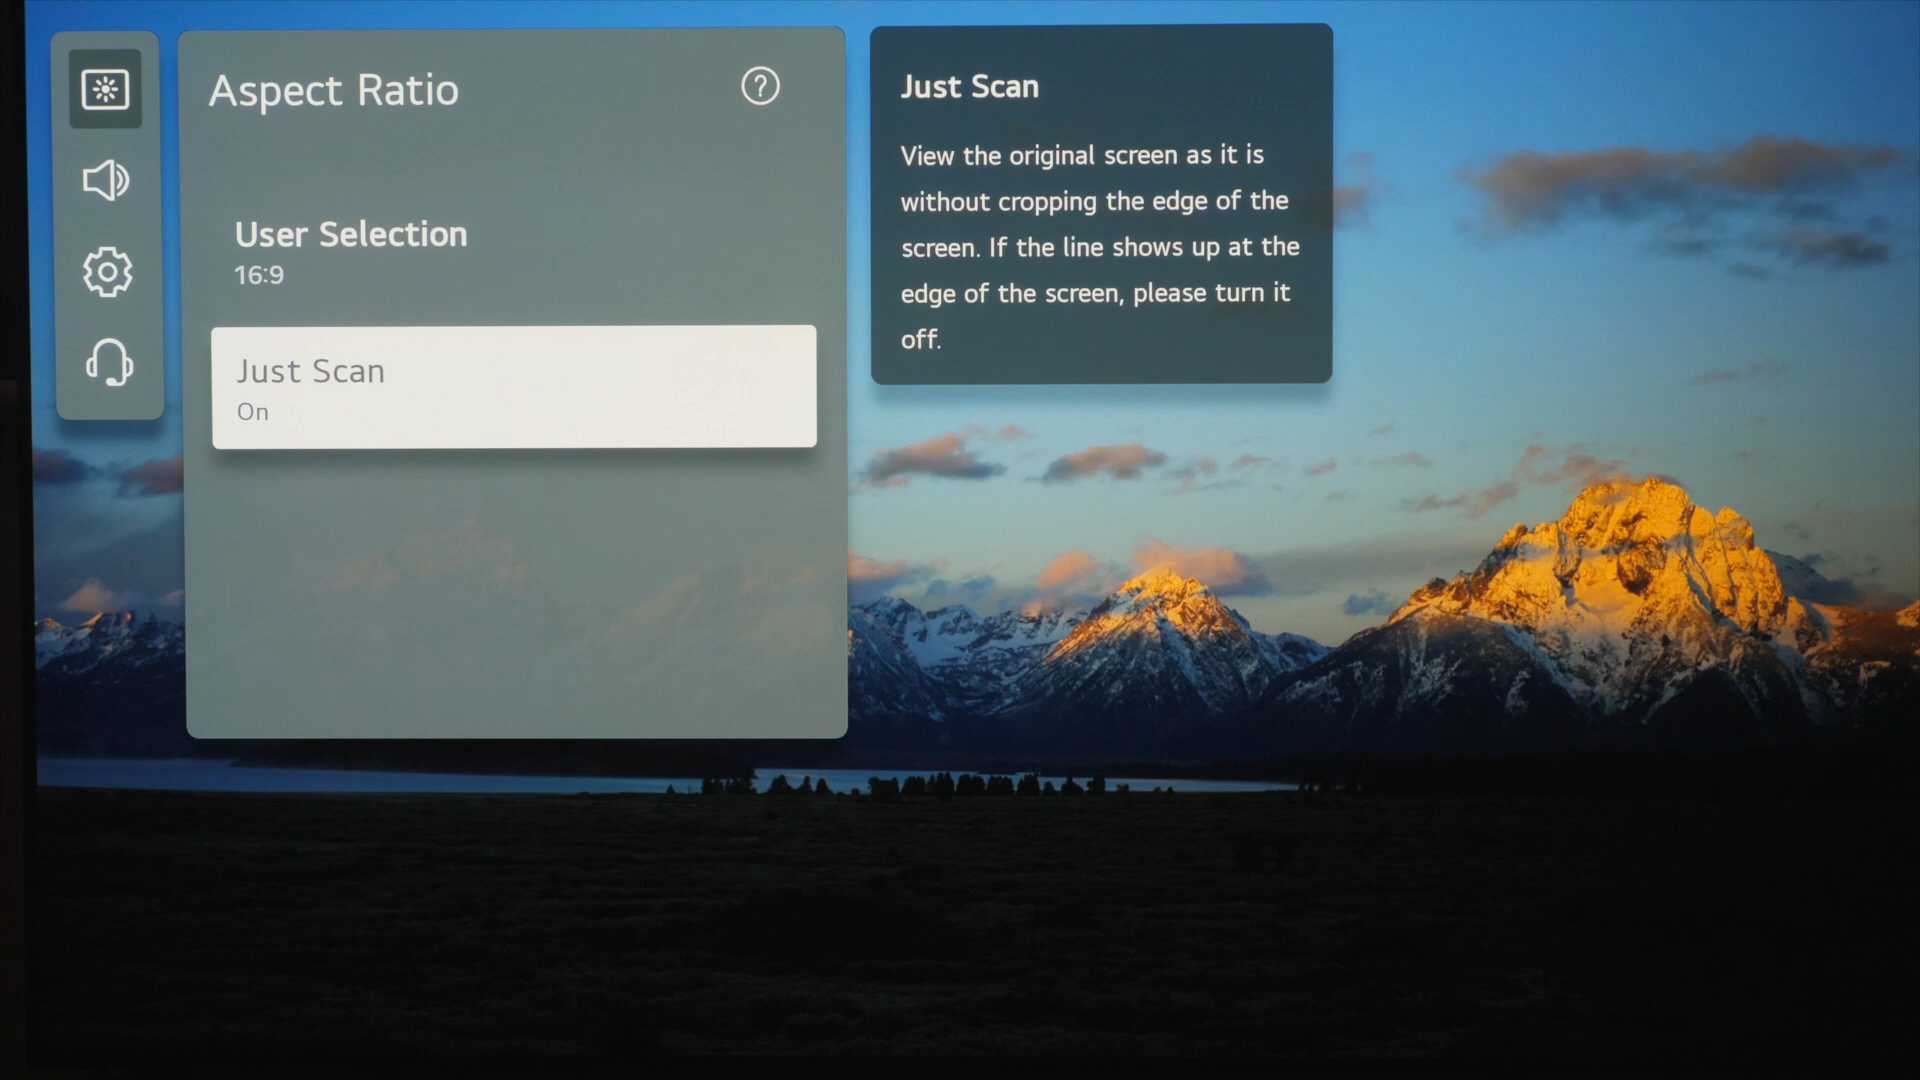 Aspect Ratio
?
User Selection
16:9
Just Scan
On
Just Scan
View the original screen as it is
without cropping the edge of the
screen. If the line shows up at the
edge of the screen, please turn it
off.